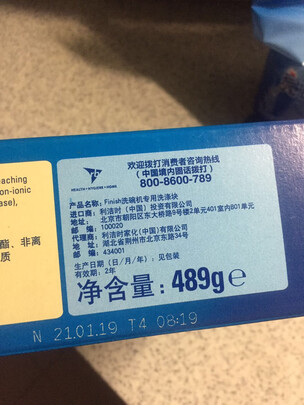 aching
on-ionic
ase),
酯、非离
质
HEALTH • HYGIENE • HOME
欢迎拨打消费者咨询热线
(中国境内固话拨打)
800-8600-789
产品名称: Finish洗碗机专用洗涤块
进口商: 利洁时(中国)投资有限公司
地址: 北京市朝阳区东大桥路9号楼2单元401室内801单元
邮编: 100020
代理商: 利洁时家化(中国)有限公司
地址: 湖北省荆州市北京东路34号
邮编: 434001
生产日期(日/月/年): 见包装
有效期: 2年
净含量: 489g e
N 21.01.19 T4 08:19